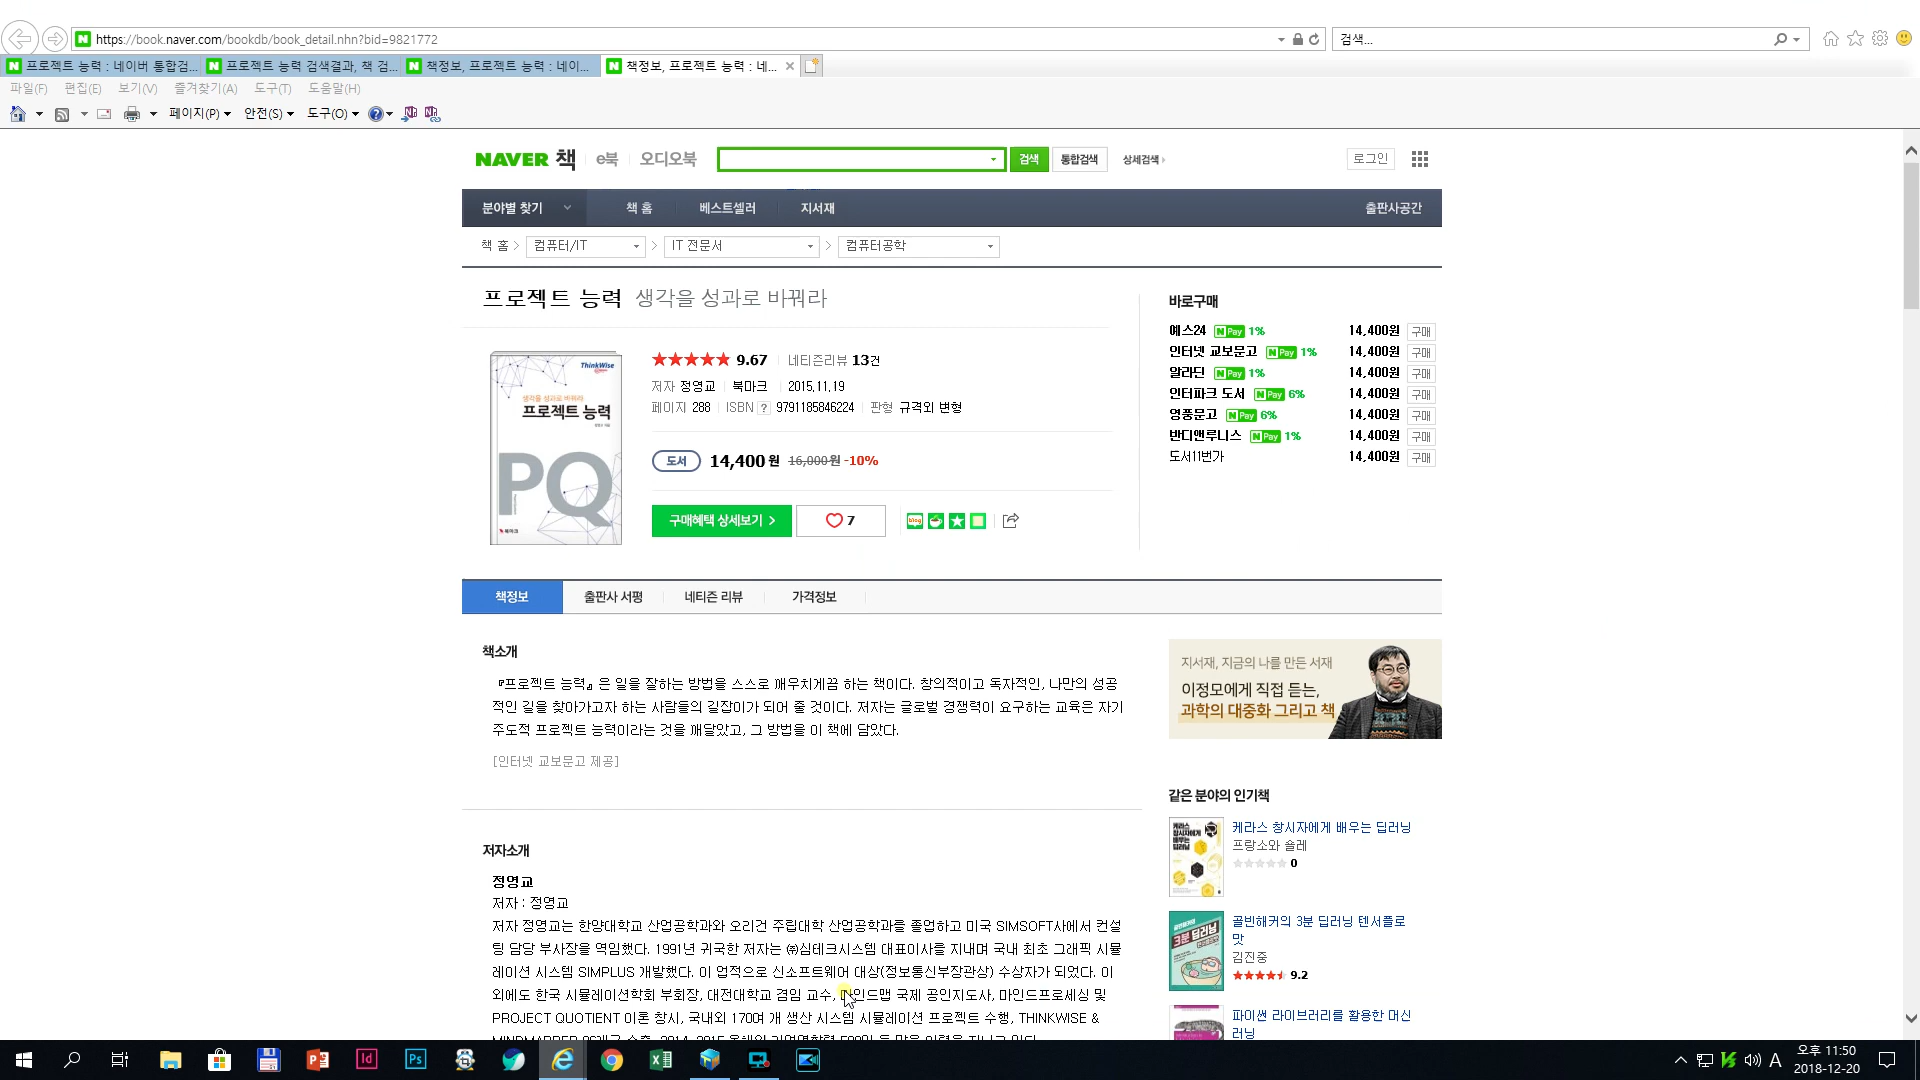 https://book.naver.com/bookdb/book_detail.nhn?bid=9821772
검색...
프로젝트 능력 : 네이버 통합검...
프로젝트 능력 검색결과, 책 검...
책정보, 프로젝트 능력 : 네이...
책정보, 프로젝트 능력 : 네...
파일(F) 편집(E) 보기(V) 즐겨찾기(A) 도구(T) 도움말(H)
페이지(P) 안전(S) 도구(O)
NAVER 책 e북 오디오북 검색 통합검색 상세검색 로그인
분야별 찾기 책 홈 베스트셀러 지서재 출판사공간
책 홈 > 컴퓨터/IT > IT 전문서 > 컴퓨터공학
프로젝트 능력 생각을 성과로 바꿔라
ThinkWise
생각을 성과로 바꿔라
프로젝트 능력
PQ
북마크
9.67 네티즌리뷰 13건
저자 정영교 북마크 2015.11.19
페이지 288 ISBN ? 9791185846224 판형 규격외 변형
도서 14,400원 16,000원 -10%
구매혜택 상세보기 > 7
blog
바로구매
예스24 N Pay 1% 14,400원 구매
인터넷 교보문고 N Pay 1% 14,400원 구매
알라딘 N Pay 1% 14,400원 구매
인터파크 도서 N Pay 6% 14,400원 구매
영풍문고 N Pay 6% 14,400원 구매
반디앤루니스 N Pay 1% 14,400원 구매
도서11번가 14,400원 구매
책정보 출판사 서평 네티즌 리뷰 가격정보
책소개
『프로젝트 능력』은 일을 잘하는 방법을 스스로 깨우치게끔 하는 책이다. 창의적이고 독자적인, 나만의 성공
적인 길을 찾아가고자 하는 사람들의 길잡이가 되어 줄 것이다. 저자는 글로벌 경쟁력이 요구하는 교육은 자기
주도적 프로젝트 능력이라는 것을 깨달았고, 그 방법을 이 책에 담았다.
[인터넷 교보문고 제공]
저자소개
정영교
저자 : 정영교
저자 정영교는 한양대학교 산업공학과와 오리건 주립대학 산업공학과를 졸업하고 미국 SIMSOFT사에서 컨설
팅 담당 부사장을 역임했다. 1991년 귀국한 저자는 ㈜심테크시스템 대표이사를 지내며 국내 최초 그래픽 시뮬
레이션 시스템 SIMPLUS 개발했다. 이 업적으로 신소프트웨어 대상(정보통신부장관상) 수상자가 되었다. 이
외에도 한국 시뮬레이션학회 부회장, 대전대학교 겸임 교수, 마인드맵 국제 공인지도사, 마인드프로세싱 및
PROJECT QUOTIENT 이론 창시, 국내외 170여 개 생산 시스템 시뮬레이션 프로젝트 수행, THINKWISE &
지서재, 지금의 나를 만든 서재
이정모에게 직접 듣는,
과학의 대중화 그리고 책
같은 분야의 인기책
케라스 창시자에게 배우는 딥러닝
프랑소와 숄레
0
골빈해커의 3분 딥러닝 텐서플로
맛
김진중
9.2
파이썬 라이브러리를 활용한 머신
러닝
A
오후 11:50
2018-12-20